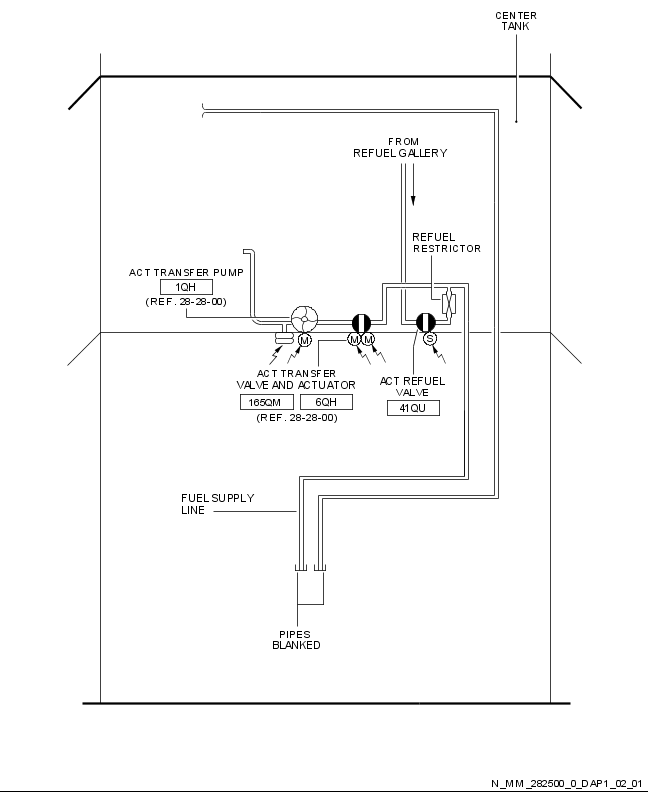 CENTER
TANK
FROM
REFUEL GALLERY
REFUEL
RESTRICTOR
ACT TRANSFER PUMP
1QH
(REF. 28-28-00)
M
M M
S
ACT TRANSFER
VALVE AND ACTUATOR
165QM 6QH
(REF. 28-28-00)
ACT REFUEL
VALVE
41QU
FUEL SUPPLY
LINE
PIPES
BLANKED
N_MM_282500_0_DAP1_02_01